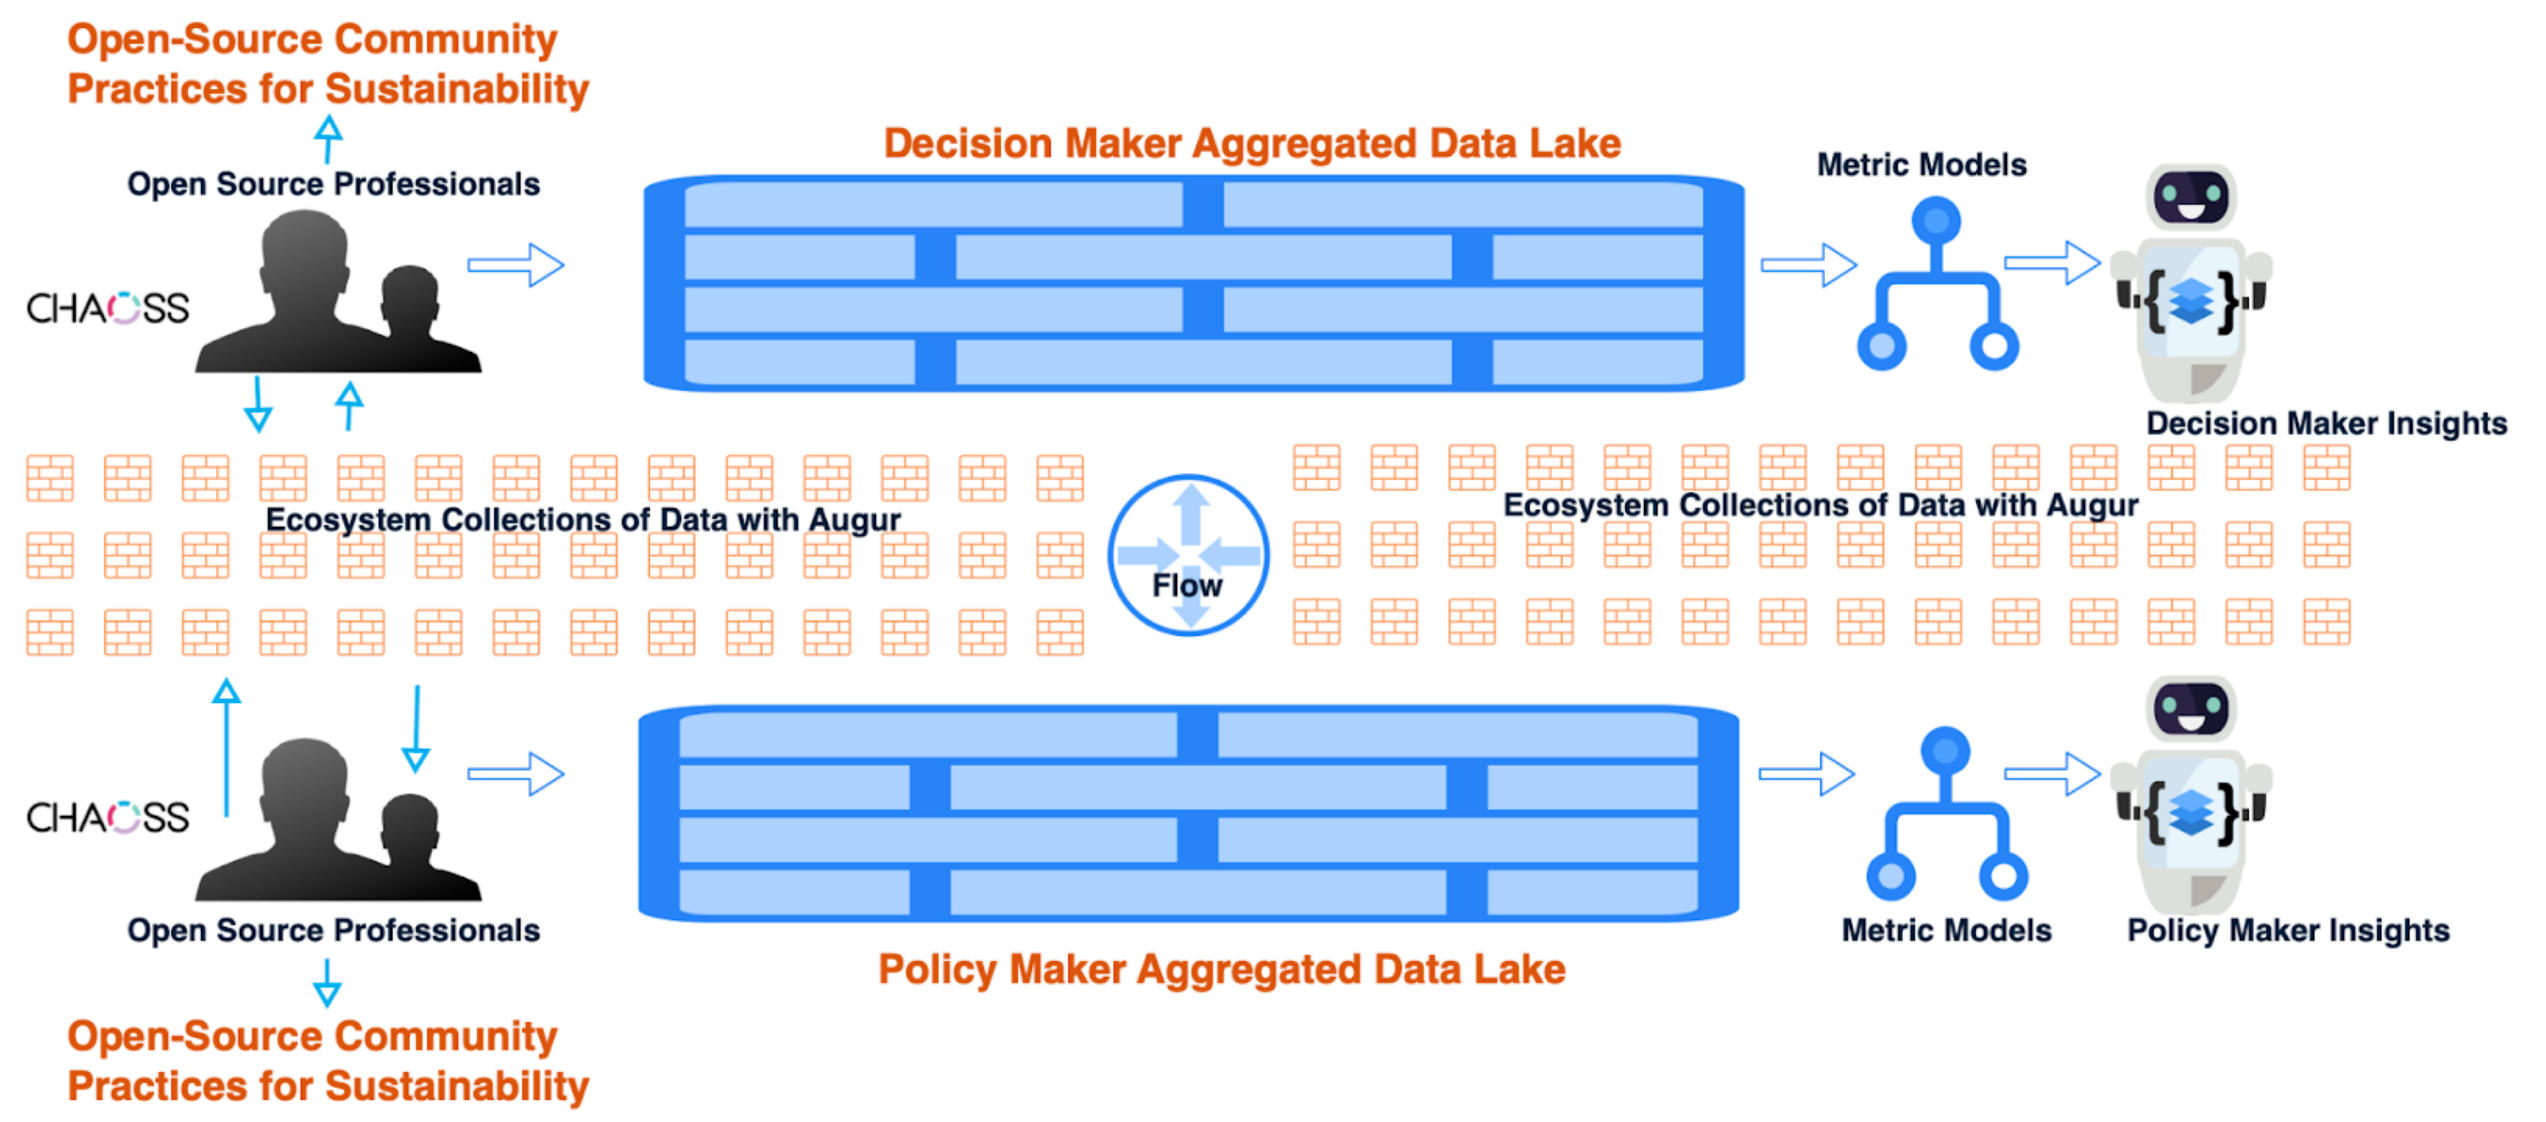 Open-Source Community
Practices for Sustainability
Open Source Professionals
CHAOSS
Decision Maker Aggregated Data Lake
Metric Models
Decision Maker Insights
Ecosystem Collections of Data with Augur
Flow
Ecosystem Collections of Data with Augur
CHAOSS
Open Source Professionals
Open-Source Community
Practices for Sustainability
Policy Maker Aggregated Data Lake
Metric Models
Policy Maker Insights